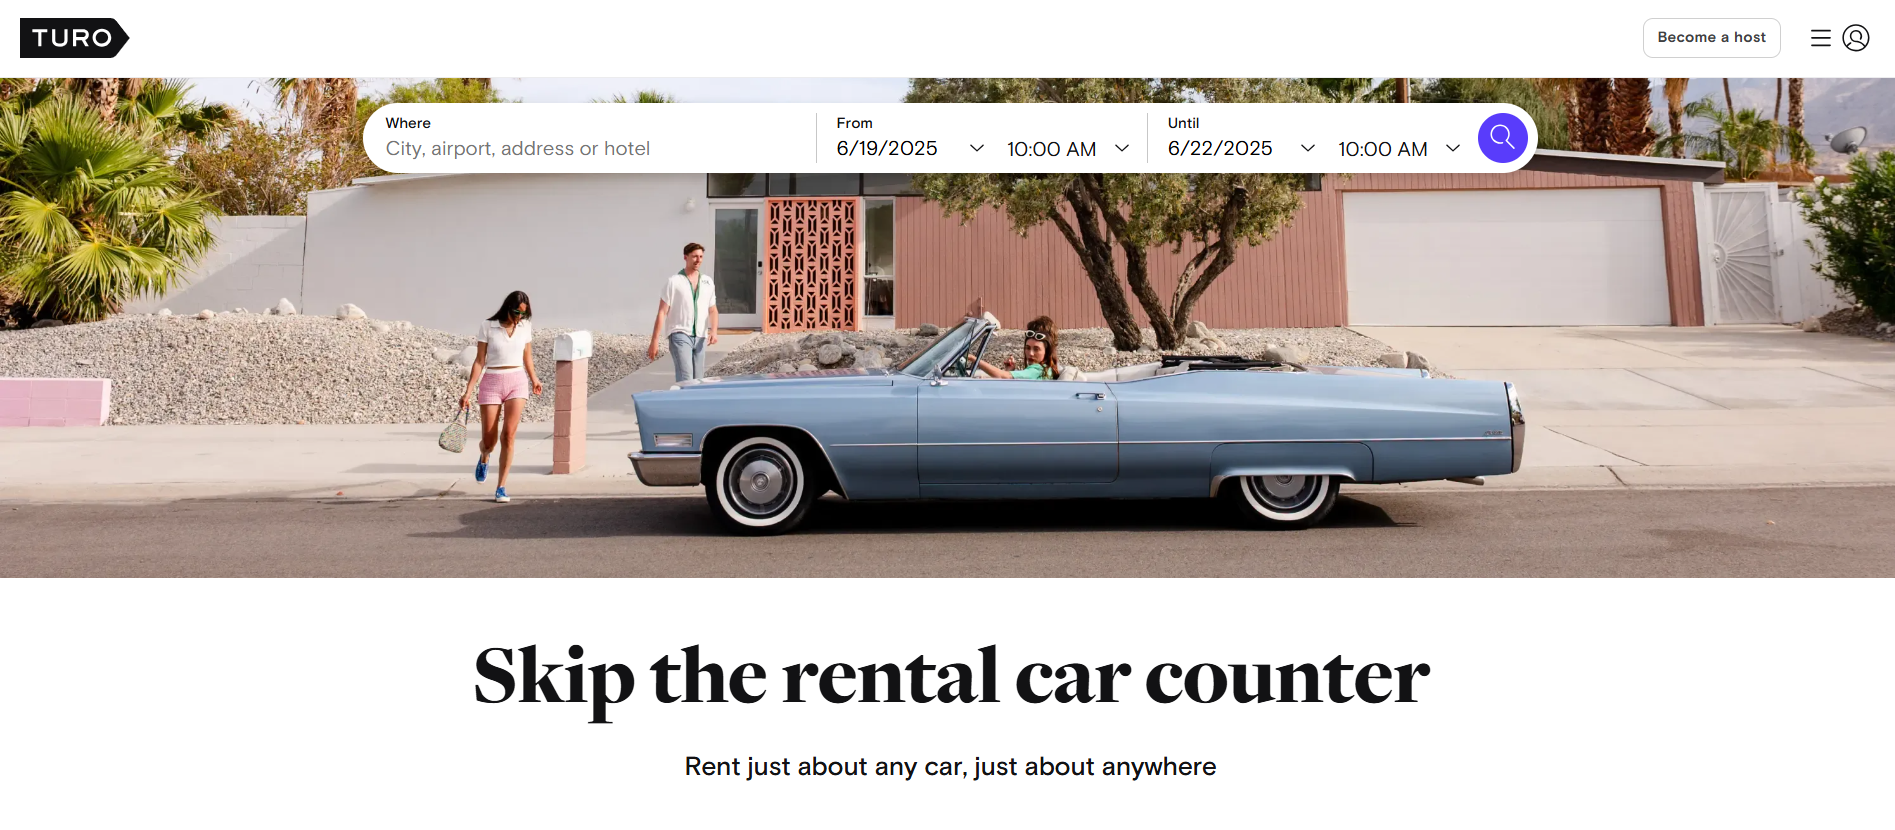 TURO
Become a host
Where
City, airport, address or hotel
From
6/19/2025
10:00 AM
Until
6/22/2025
10:00 AM
Skip the rental car counter
Rent just about any car, just about anywhere